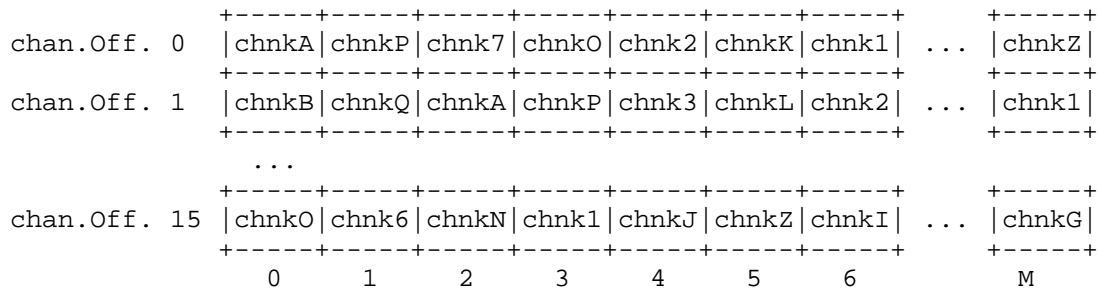 +-----+-----+-----+-----+-----+-----+-----+     +-----+
chan.Off. 0  |chnkA|chnkP|chnk7|chnkO|chnk2|chnkK|chnk1| ... |chnkZ|
             +-----+-----+-----+-----+-----+-----+-----+     +-----+
chan.Off. 1  |chnkB|chnkQ|chnkA|chnkP|chnk3|chnkL|chnk2| ... |chnk1|
             +-----+-----+-----+-----+-----+-----+-----+     +-----+
               ...
             +-----+-----+-----+-----+-----+-----+-----+     +-----+
chan.Off. 15 |chnkO|chnk6|chnkN|chnk1|chnkJ|chnkZ|chnkI| ... |chnkG|
             +-----+-----+-----+-----+-----+-----+-----+     +-----+
                0     1     2     3     4     5     6           M